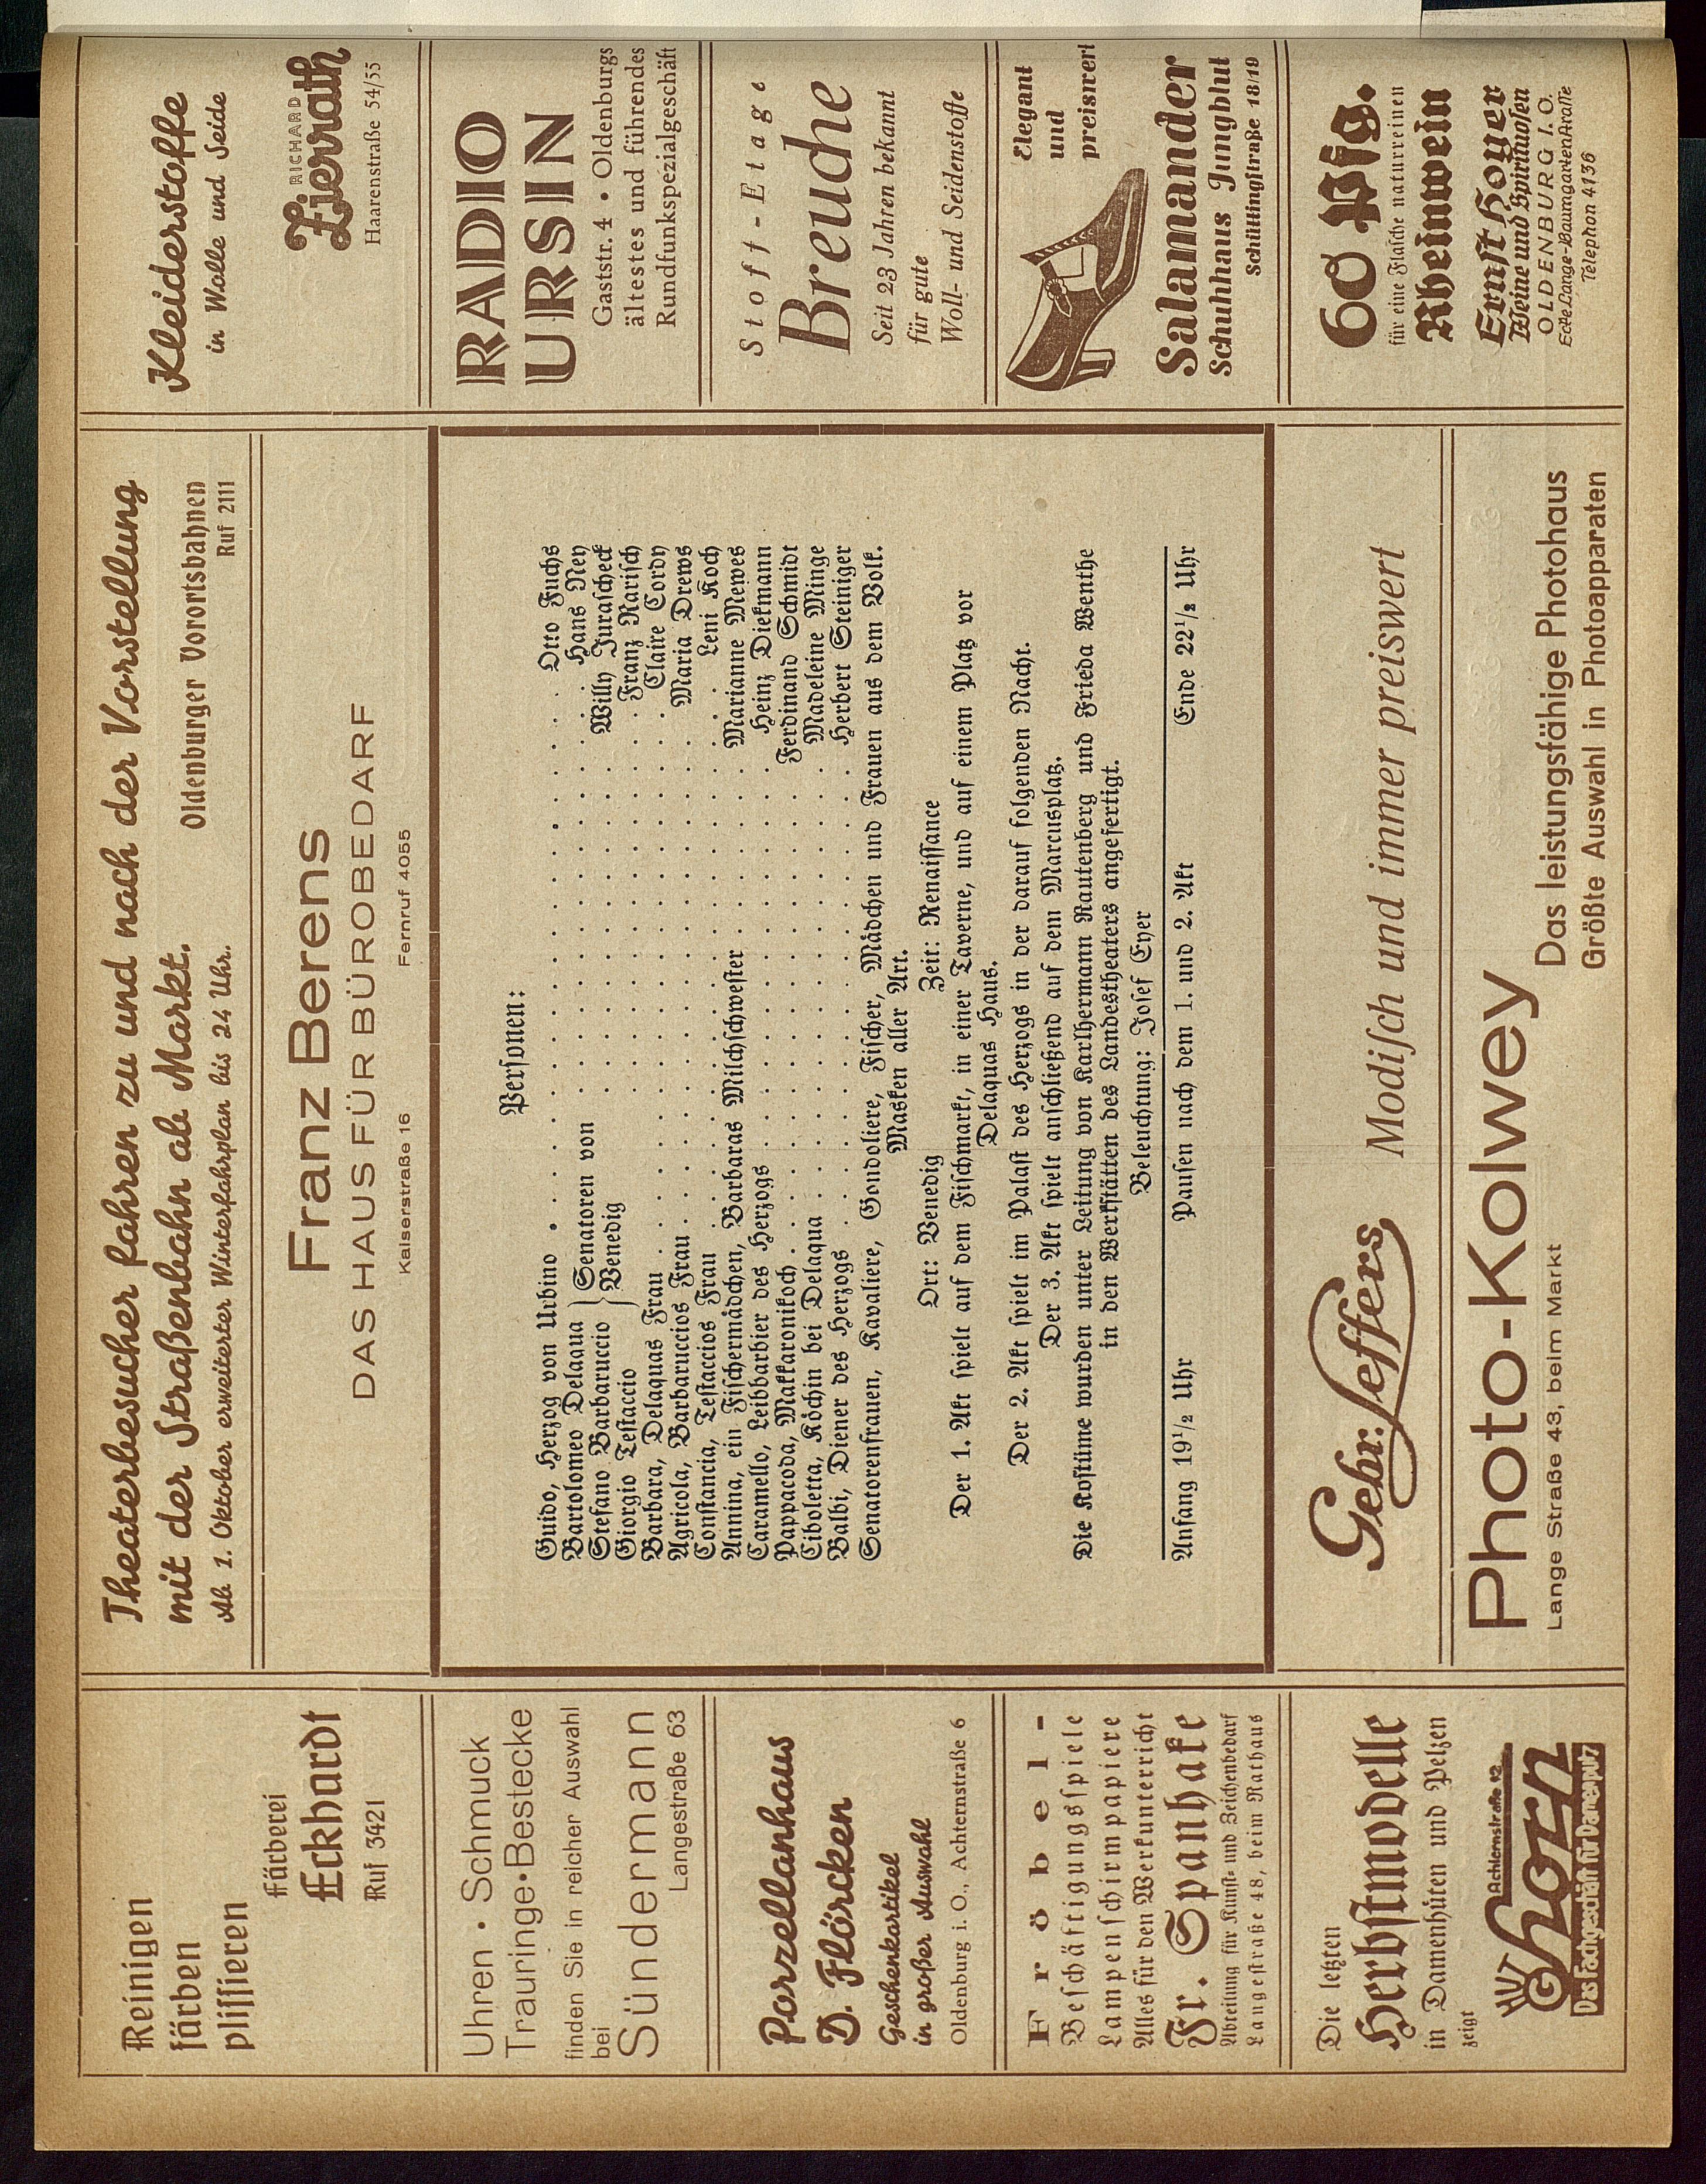 Reinigen
färben
plissieren
Färberei
Eckhardt
Ruf 3421
Uhren · Schmuck
Trauringe · Bestecke
finden Sie in reicher Auswahl
bei
Sündermann
Langestraße 63
Porzellanhaus
D. Flörcken
Geschenkartikel
in großer Auswahl
Oldenburg i. O., Achternstraße 6
Fröbel-
Beschäftigungsspiele
Lampenschirmpapiere
Alles für den Werkunterricht
Fr. Spanhake
Abteilung für Kunst- und Zeichenbedarf
Langestraße 48, beim Rathaus
Die letzten
Herbstmodelle
in Damenhüten und Pelzen
zeigt
Achternstraße 42
Ghorn
Das Fachgeschäft für Damenputz
Theaterbesucher fahren zu und nach der Vorstellung
mit der Straßenbahn ab Markt.
Oldenburger Vorortsbahnen
Ab 1. Oktober erweiterter Winterfahrplan bis 24 Uhr.
Ruf 2111
Franz Berens
DAS HAUS FÜR BÜROBEDARF
Kaiserstraße 16 Fernruf 4055
Personen:
Guido, Herzog von Urbino . . . Otto Fuchs
Bartolomeo Delaqua } Senatoren von Venedig . . . Hans Ney
Stefano Barbaruccio . . . Willy Jurascheck
Giorgio Testaccio . . . Franz Rarisch
Barbara, Delaquas Frau . . . Claire Cordy
Agricola, Barbaruccios Frau . . . Maria Drews
Constancia, Testaccios Frau . . . Leni Koch
Annina, ein Fischermädchen, Barbaras Milchschwester . . . Marianne Mewes
Caramello, Leibbarbier des Herzogs . . . Heinz Diekmann
Pappacoda, Makkaronikoch . . . Ferdinand Schmidt
Ciboletta, Köchin bei Delaqua . . . Madeleine Minge
Balbi, Diener des Herzogs . . . Herbert Steiniger
Senatorenfrauen, Kavaliere, Gondoliere, Fischer, Mädchen und Frauen aus dem Volk.
Masken aller Art.
Ort: Venedig Zeit: Renaissance
Der 1. Akt spielt auf dem Fischmarkt, in einer Taverne, und auf einem Platz vor
Delaquas Haus.
Der 2. Akt spielt im Palast des Herzogs in der darauf folgenden Nacht.
Der 3. Akt spielt anschließend auf dem Marcusplatz.
Die Kostüme wurden unter Leitung von Karlhermann Rautenberg und Frieda Wenthe
in den Werkstätten des Landestheaters angefertigt.
Beleuchtung: Josef Eyer
Anfang 19½ Uhr Pausen nach dem 1. und 2. Akt Ende 22½ Uhr
Gebr. Leffers Modisch und immer preiswert
Photo-Kolwey
Lange Straße 43, beim Markt
Das leistungsfähige Photohaus
Größte Auswahl in Photoapparaten
Kleiderstoffe
in Wolle und Seide
RICHARD
Zierrath
Haarenstraße 54/55
RADIO
URSIN
Gaststr. 4 • Oldenburgs
ältestes und führendes
Rundfunkspezialgeschäft
Stoff-Etage
Breuche
Seit 23 Jahren bekannt
für gute
Woll- und Seidenstoffe
Elegant
und
preiswert
Salamander
Schuhhaus Jungblut
Schüttingstraße 18/19
60 Pfg.
für eine Flasche naturreinen
Rheinwein
Ernst Hoyer
Weine und Spirituosen
OLDENBURG I.O.
Ecke Lange-Baumgartenstraße
Telephon 4136